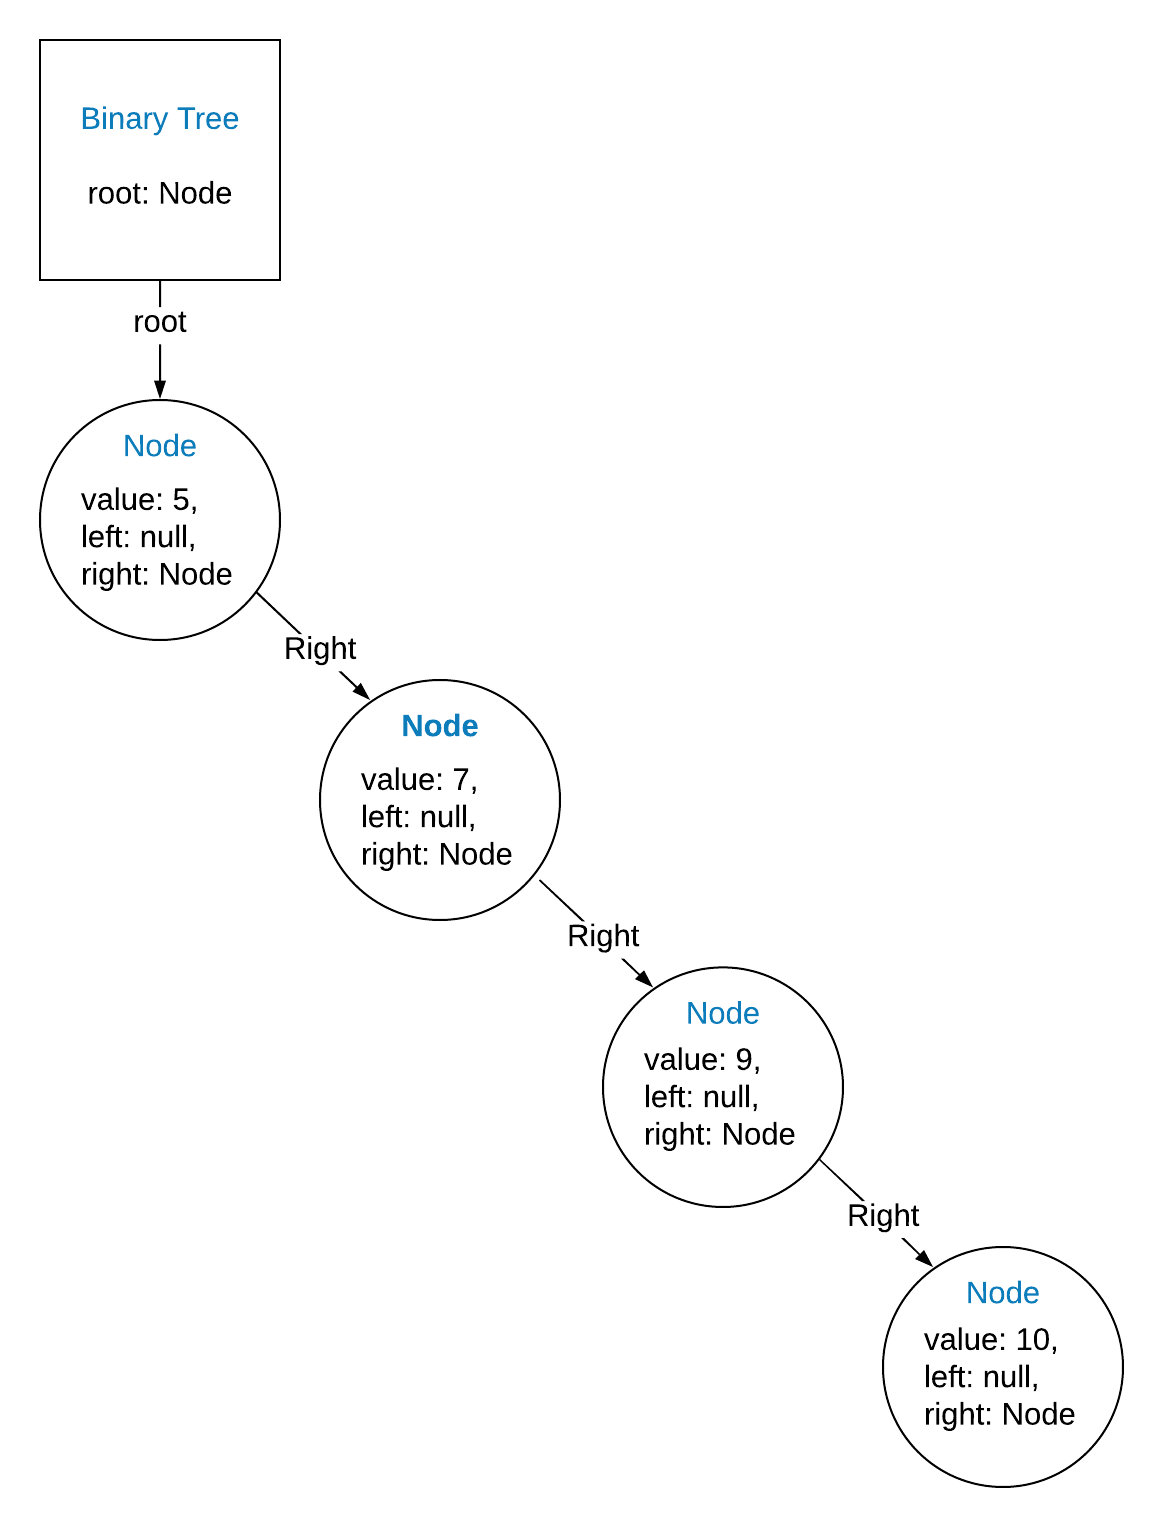 Binary Tree
root: Node
root
Node
value: 5,
left: null,
right: Node
Right
Node
value: 7,
left: null,
right: Node
Right
Node
value: 9,
left: null,
right: Node
Right
Node
value: 10,
left: null,
right: Node